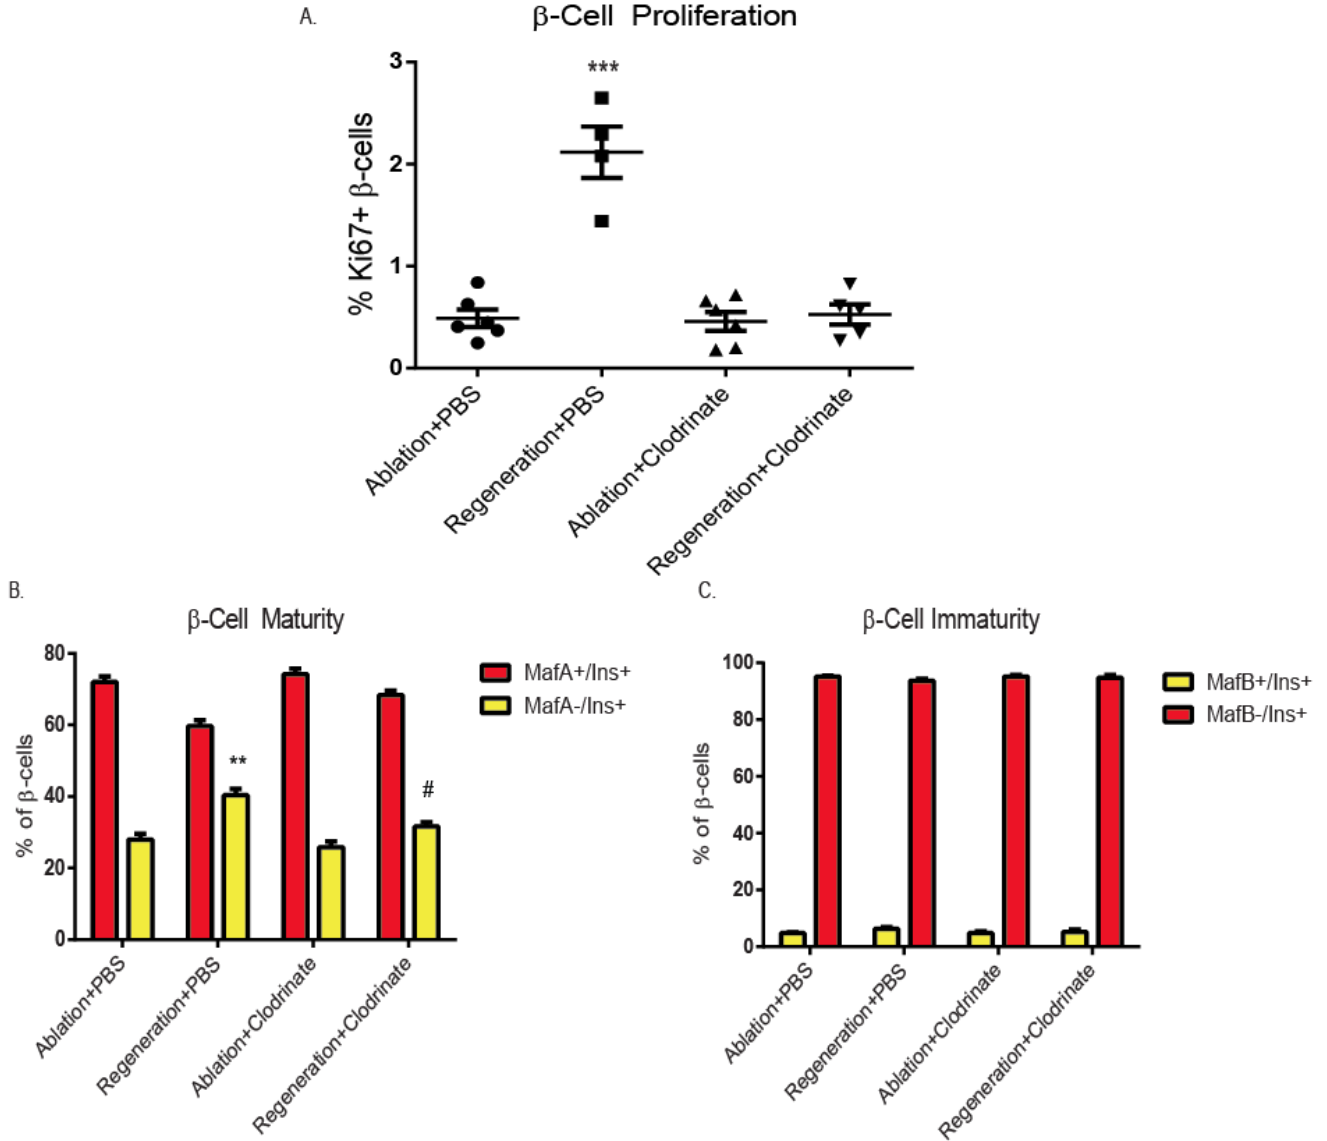 A.
β-Cell Proliferation
% Ki67+ β-cells
3
2
1
0
***
Ablation+PBS
Regeneration+PBS
Ablation+Clodrinate
Regeneration+Clodrinate
B.
β-Cell Maturity
% of β-cells
80
60
40
20
0
**
#
MafA+/Ins+
MafA-/Ins+
Ablation+PBS
Regeneration+PBS
Ablation+Clodrinate
Regeneration+Clodrinate
C.
β-Cell Immaturity
% of β-cells
100
80
60
40
20
0
MafB+/Ins+
MafB-/Ins+
Ablation+PBS
Regeneration+PBS
Ablation+Clodrinate
Regeneration+Clodrinate